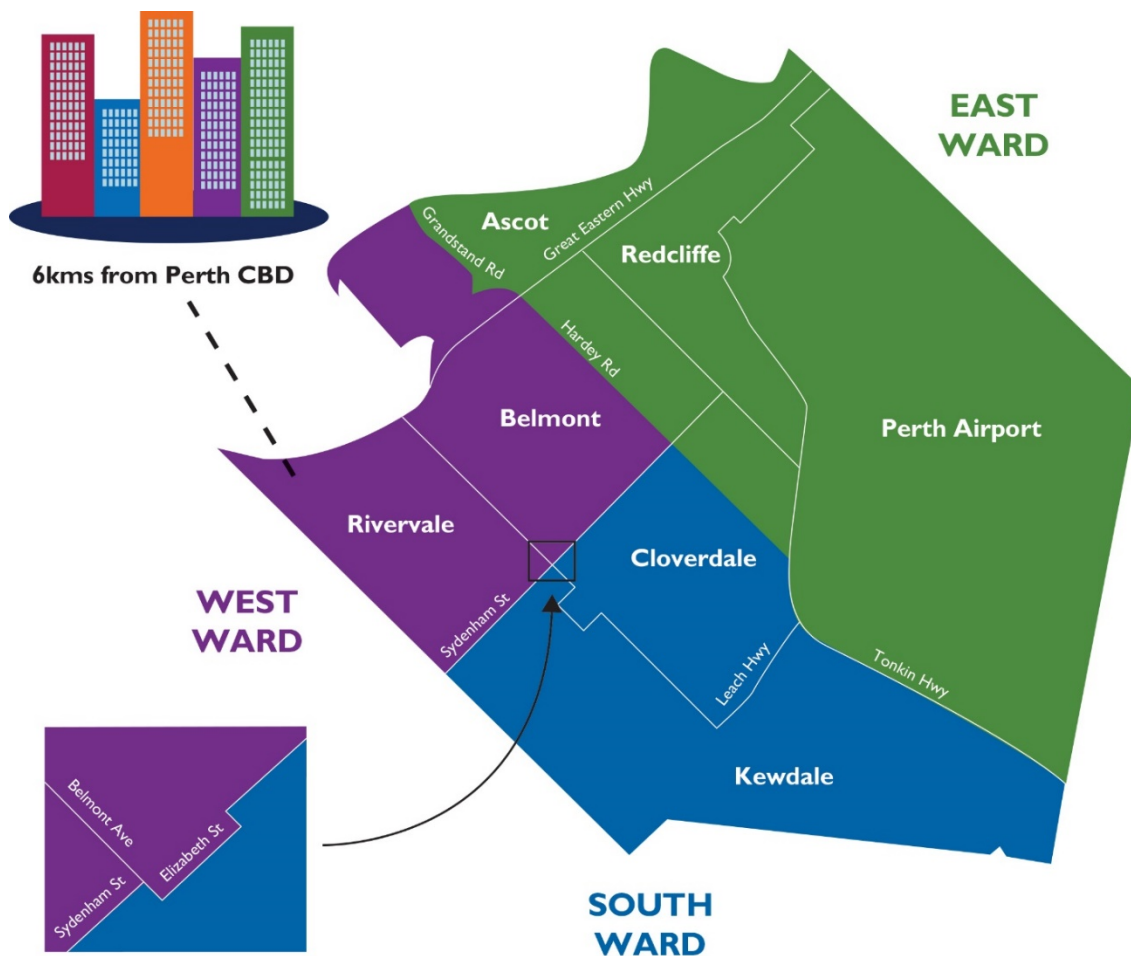 EAST
WARD
Ascot
Grandstand Rd
Great Eastern Hwy
Redcliffe
6kms from Perth CBD
Hardey Rd
Belmont
Perth Airport
Rivervale
Cloverdale
WEST
WARD
Sydenham St
Leach Hwy
Tonkin Hwy
Kewdale
Belmont Ave
Elizabeth St
Sydenham St
SOUTH
WARD